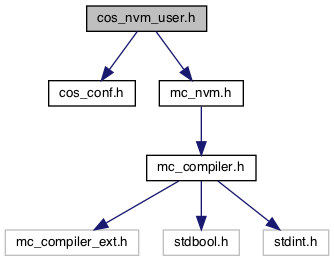 cos_nvm_user.h
cos_conf.h
mc_nvm.h
mc_compiler.h
mc_compiler_ext.h
stdbool.h
stdint.h